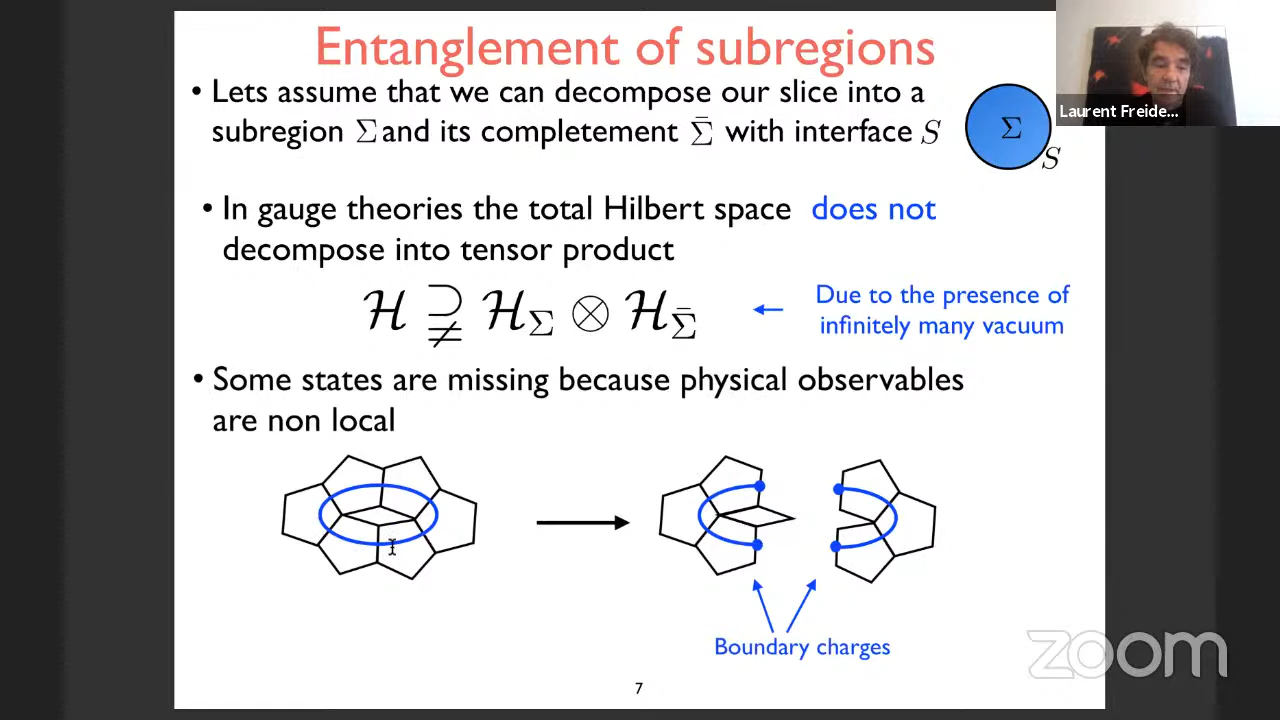 Entanglement of subregions
• Lets assume that we can decompose our slice into a
subregion Σ and its completement Σ̄ with interface S
Σ
S
Laurent Freide...
• In gauge theories the total Hilbert space does not
decompose into tensor product
ℋ ⊋ ℋ_Σ ⊗ ℋ_Σ̄
← Due to the presence of
infinitely many vacuum
• Some states are missing because physical observables
are non local
Boundary charges
zoom
7